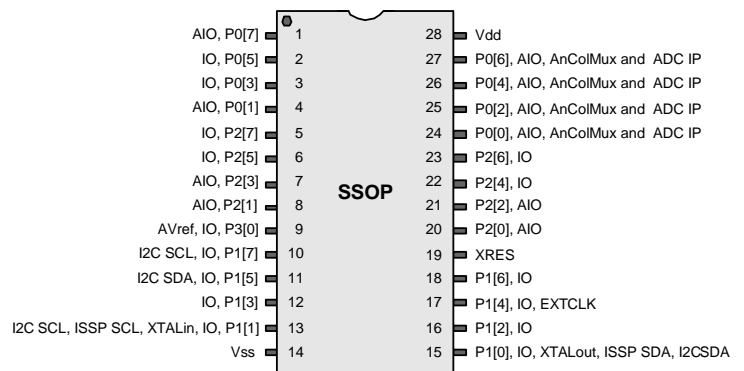 AIO, P0[7] 1 28 Vdd
IO, P0[5] 2 27 P0[6], AIO, AnColMux and ADC IP
IO, P0[3] 3 26 P0[4], AIO, AnColMux and ADC IP
AIO, P0[1] 4 25 P0[2], AIO, AnColMux and ADC IP
IO, P2[7] 5 24 P0[0], AIO, AnColMux and ADC IP
IO, P2[5] 6 23 P2[6], IO
AIO, P2[3] 7 SSOP 22 P2[4], IO
AIO, P2[1] 8 21 P2[2], AIO
AVref, IO, P3[0] 9 20 P2[0], AIO
I2C SCL, IO, P1[7] 10 19 XRES
I2C SDA, IO, P1[5] 11 18 P1[6], IO
IO, P1[3] 12 17 P1[4], IO, EXTCLK
I2C SCL, ISSP SCL, XTALin, IO, P1[1] 13 16 P1[2], IO
Vss 14 15 P1[0], IO, XTALout, ISSP SDA, I2CSDA